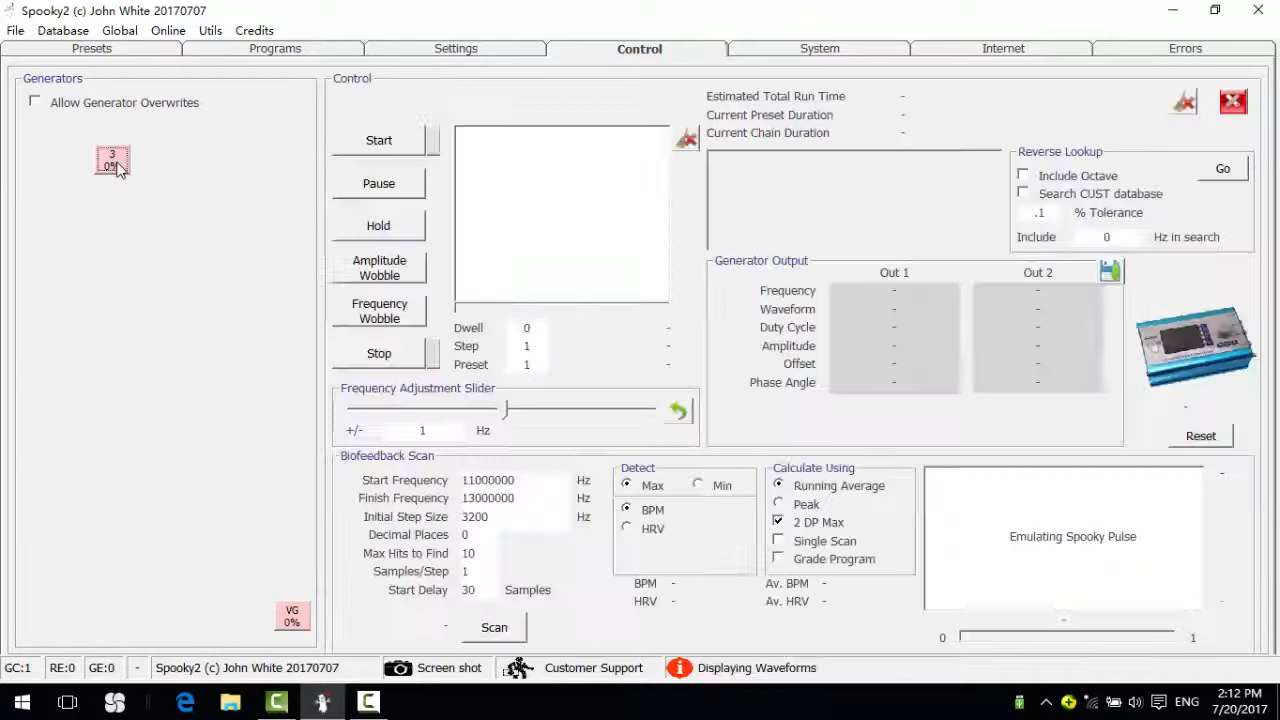 Spooky2 (c) John White 20170707
File Database Global Online Utils Credits
Presets Programs Settings Control System Internet Errors
Generators
Allow Generator Overwrites
3
0%
VG
0%
Control
Start
Pause
Hold
Amplitude
Wobble
Frequency
Wobble
Stop
Dwell 0 -
Step 1 -
Preset 1 -
Estimated Total Run Time -
Current Preset Duration -
Current Chain Duration -
Reverse Lookup
Include Octave
Go
Search CUST database
.1 % Tolerance
Include 0 Hz in search
Generator Output
Out 1 Out 2
Frequency - -
Waveform - -
Duty Cycle - -
Amplitude - -
Offset - -
Phase Angle - -
-
Reset
Frequency Adjustment Slider
+/- 1 Hz
Biofeedback Scan
Start Frequency 11000000 Hz
Finish Frequency 13000000 Hz
Initial Step Size 3200 Hz
Decimal Places 0
Max Hits to Find 10
Samples/Step 1
Start Delay 30 Samples
- Scan
Detect
Max Min
BPM
HRV
BPM -
HRV -
Calculate Using
Running Average
Peak
2 DP Max
Single Scan
Grade Program
Av. BPM -
Av. HRV -
Emulating Spooky Pulse
-
-
-
0 1
GC:1 RE:0 GE:0 - Spooky2 (c) John White 20170707 Screen shot Customer Support Displaying Waveforms
ENG
2:12 PM
7/20/2017